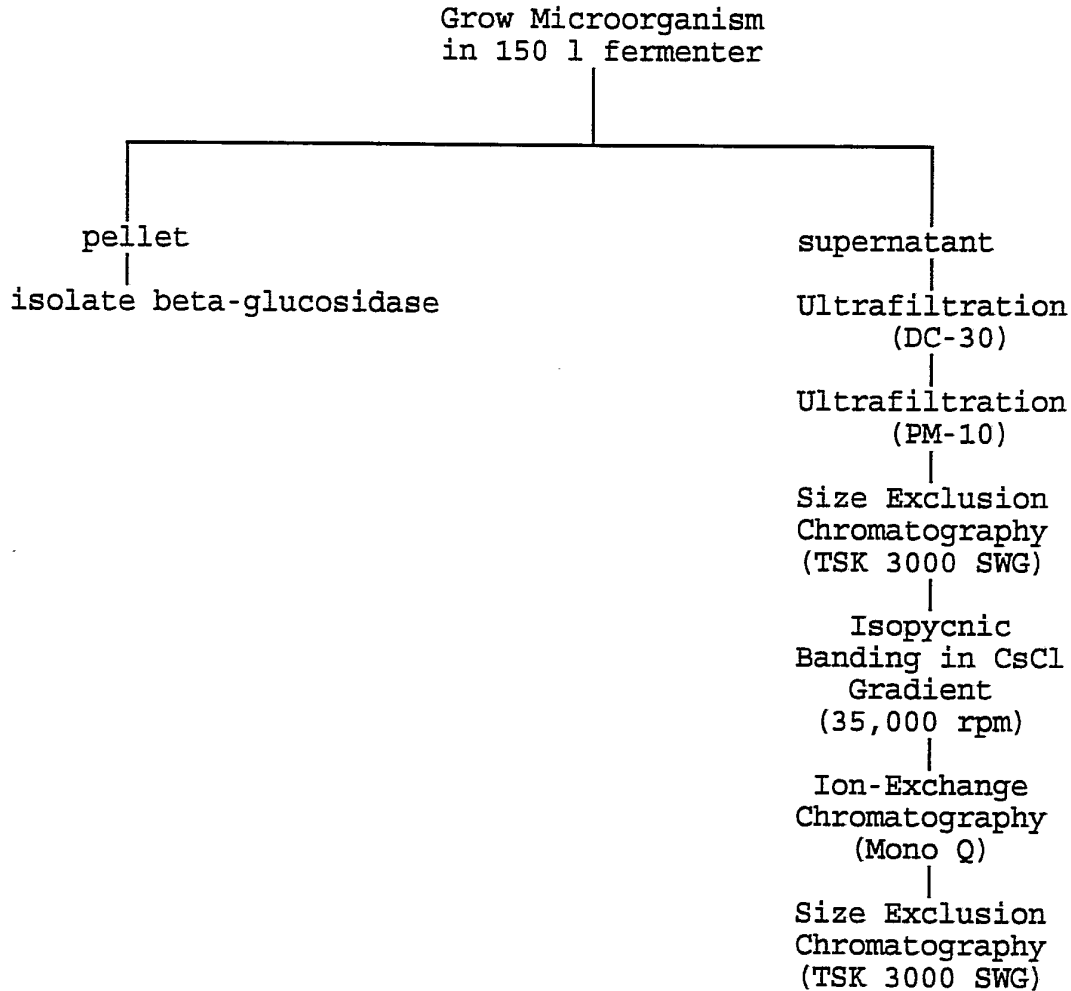 Grow Microorganism
in 150 l fermenter
pellet
isolate beta-glucosidase
supernatant
Ultrafiltration
(DC-30)
Ultrafiltration
(PM-10)
Size Exclusion
Chromatography
(TSK 3000 SWG)
Isopycnic
Banding in CsCl
Gradient
(35,000 rpm)
Ion-Exchange
Chromatography
(Mono Q)
Size Exclusion
Chromatography
(TSK 3000 SWG)